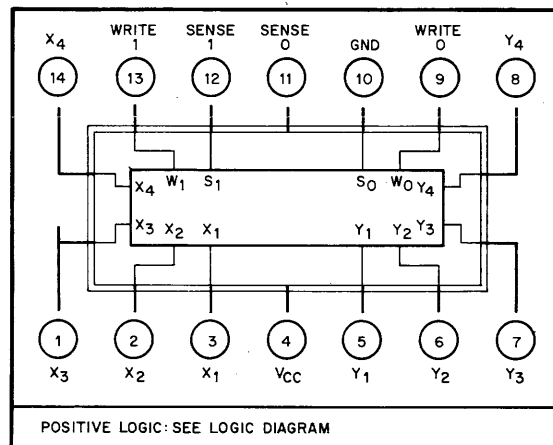 X4 WRITE 1 SENSE 1 SENSE 0 GND WRITE 0 Y4
14 13 12 11 10 9 8
X4 W1 S1 S0 W0 Y4
X3 X2 X1 Y1 Y2 Y3
1 2 3 4 5 6 7
X3 X2 X1 VCC Y1 Y2 Y3
POSITIVE LOGIC: SEE LOGIC DIAGRAM